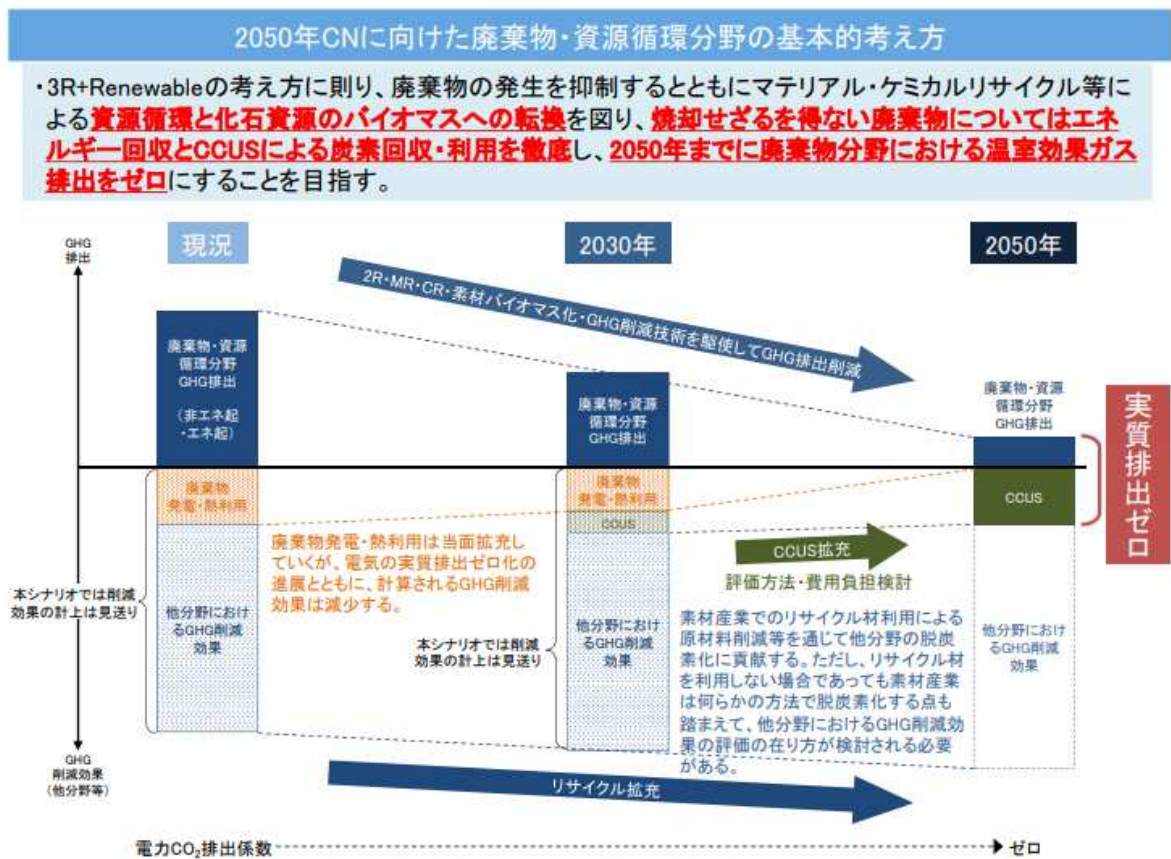 2050年CNに向けた廃棄物・資源循環分野の基本的考え方
・3R+Renewableの考え方に則り、廃棄物の発生を抑制するとともにマテリアル・ケミカルリサイクル等に
よる資源循環と化石資源のバイオマスへの転換を図り、焼却せざるを得ない廃棄物についてはエネ
ルギー回収とCCUSによる炭素回収・利用を徹底し、2050年までに廃棄物分野における温室効果ガス
排出をゼロにすることを目指す。
GHG
排出
現況
2030年
2050年
2R・MR・CR・素材バイオマス化・GHG削減技術を駆使してGHG排出削減
廃棄物・資源
循環分野
GHG排出
(非エネ起
・エネ起)
廃棄物・資源
循環分野
GHG排出
廃棄物・資源
循環分野
GHG排出
実質排出ゼロ
廃棄物
発電・熱利用
廃棄物
発電・熱利用
CCUS
CCUS
廃棄物発電・熱利用は当面拡充し
ていくが、電気の実質排出ゼロ化の
進展とともに、計算されるGHG削減
効果は減少する。
CCUS拡充
評価方法・費用負担検討
本シナリオでは削減
効果の計上は見送り
他分野におけ
るGHG削減
効果
本シナリオでは削減
効果の計上は見送り
他分野におけ
るGHG削減
効果
素材産業でのリサイクル材利用による
原材料削減等を通じて他分野の脱炭
素化に貢献する。ただし、リサイクル材
を利用しない場合であっても素材産業
は何らかの方法で脱炭素化する点も
踏まえて、他分野におけるGHG削減効
果の評価の在り方が検討される必要
がある。
他分野におけ
るGHG削減
効果
GHG
削減効果
(他分野等)
リサイクル拡充
電力CO₂排出係数
ゼロ